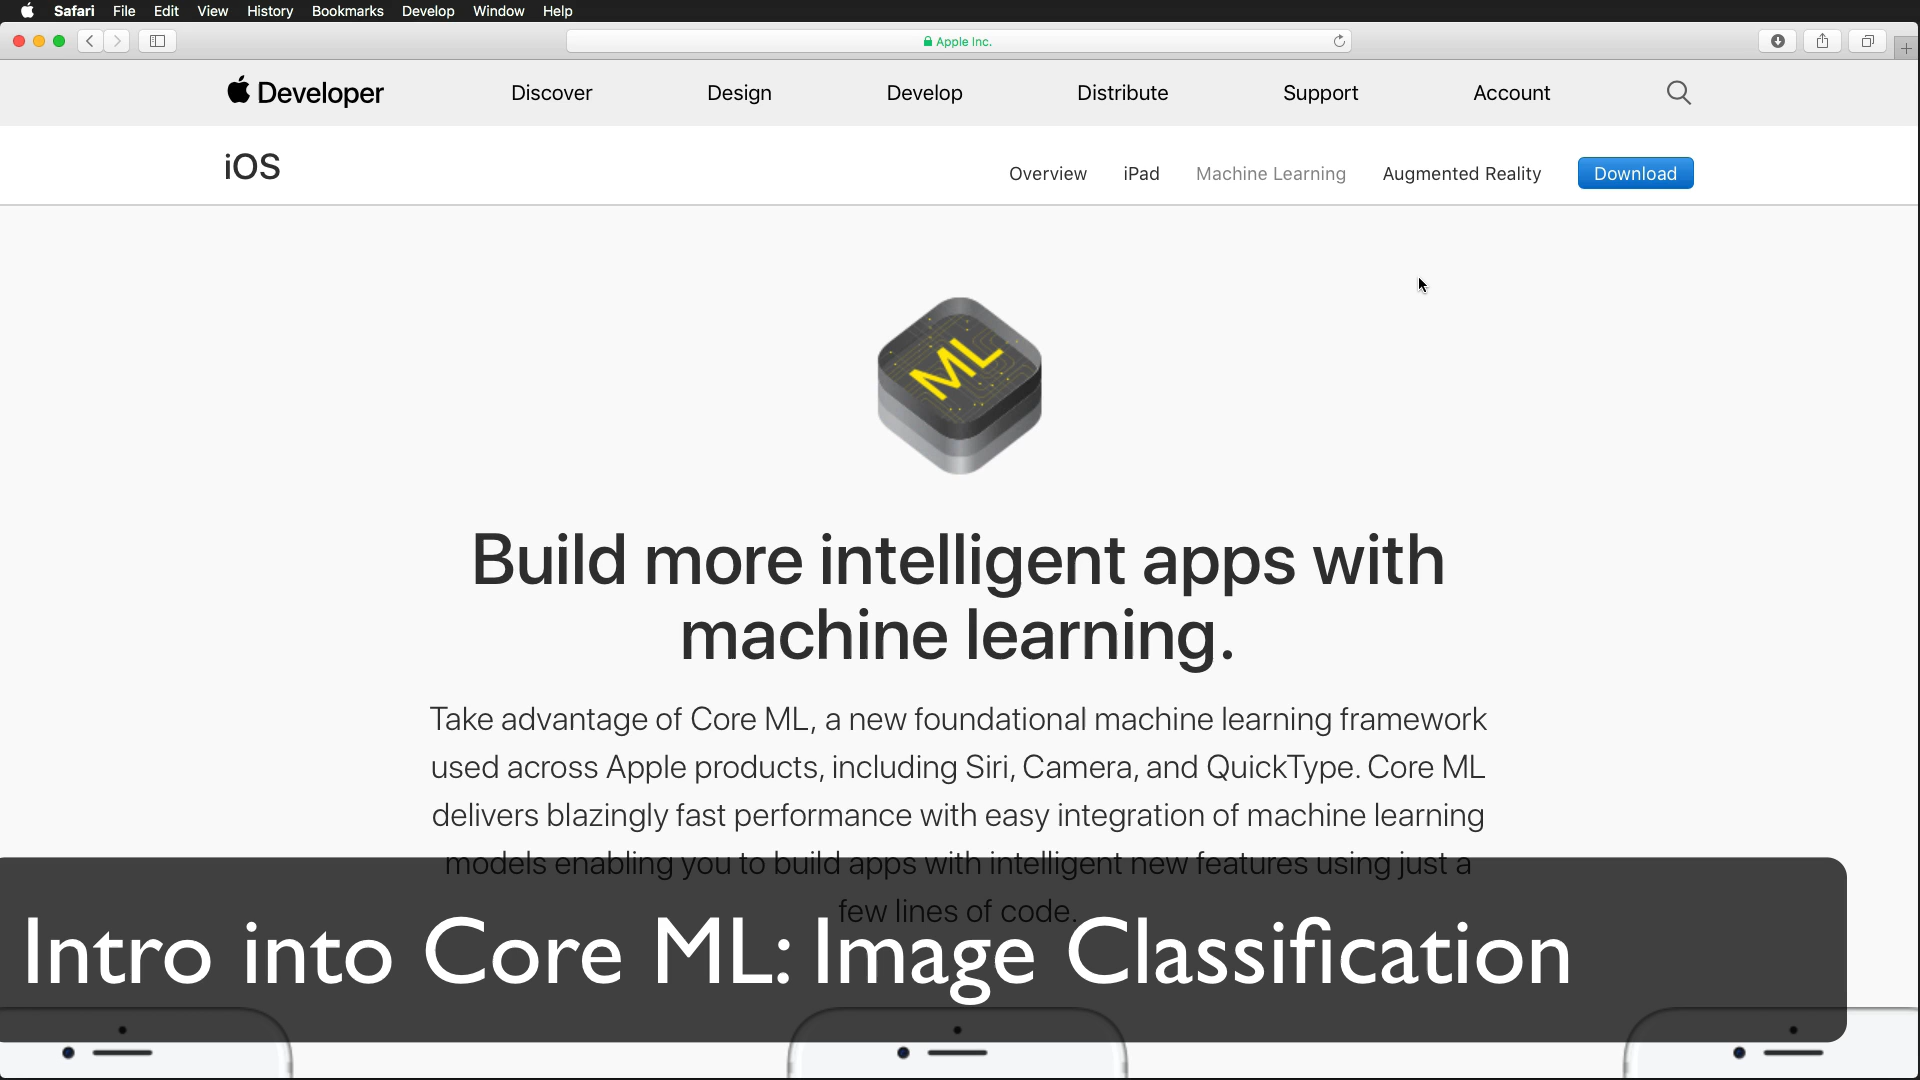 Safari File Edit View History Bookmarks Develop Window Help
Apple Inc.
Developer Discover Design Develop Distribute Support Account
iOS Overview iPad Machine Learning Augmented Reality Download
ML
Build more intelligent apps with
machine learning.
Take advantage of Core ML, a new foundational machine learning framework
used across Apple products, including Siri, Camera, and QuickType. Core ML
delivers blazingly fast performance with easy integration of machine learning
models enabling you to build apps with intelligent new features using just a
few lines of code.
Intro into Core ML: Image Classification